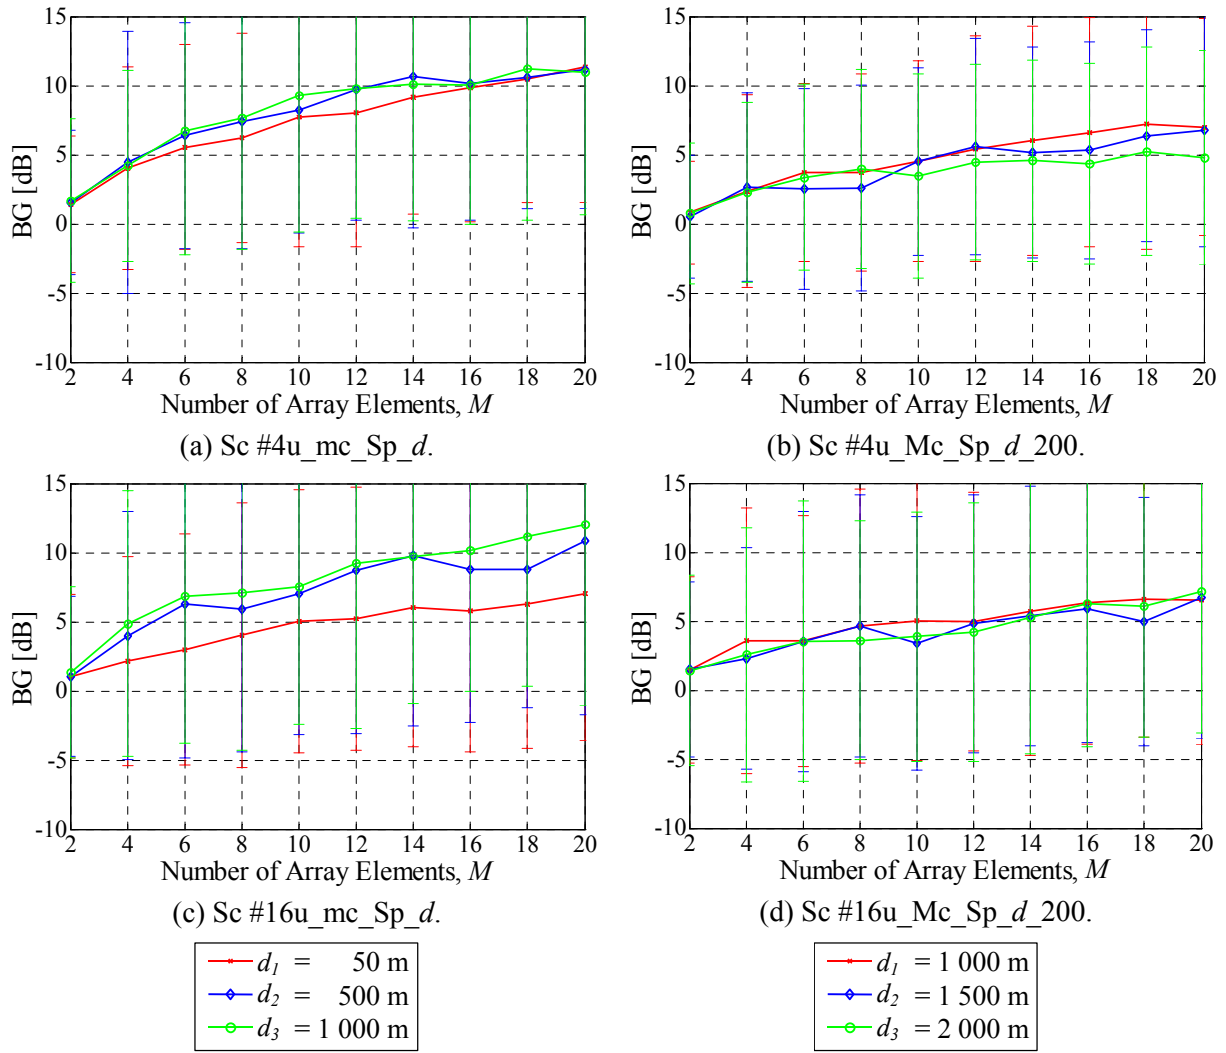 15
10
5
0
-5
-10
BG [dB]
2 4 6 8 10 12 14 16 18 20
Number of Array Elements, M
(a) Sc #4u_mc_Sp_d.
15
10
5
0
-5
-10
BG [dB]
2 4 6 8 10 12 14 16 18 20
Number of Array Elements, M
(b) Sc #4u_Mc_Sp_d_200.
15
10
5
0
-5
-10
BG [dB]
2 4 6 8 10 12 14 16 18 20
Number of Array Elements, M
(c) Sc #16u_mc_Sp_d.
15
10
5
0
-5
-10
BG [dB]
2 4 6 8 10 12 14 16 18 20
Number of Array Elements, M
(d) Sc #16u_Mc_Sp_d_200.
d1 = 50 m
d2 = 500 m
d3 = 1 000 m
d1 = 1 000 m
d2 = 1 500 m
d3 = 2 000 m